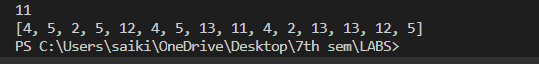 11
[4, 5, 2, 5, 12, 4, 5, 13, 11, 4, 2, 13, 13, 12, 5]
PS C:\Users\saiki\OneDrive\Desktop\7th sem\LABS>